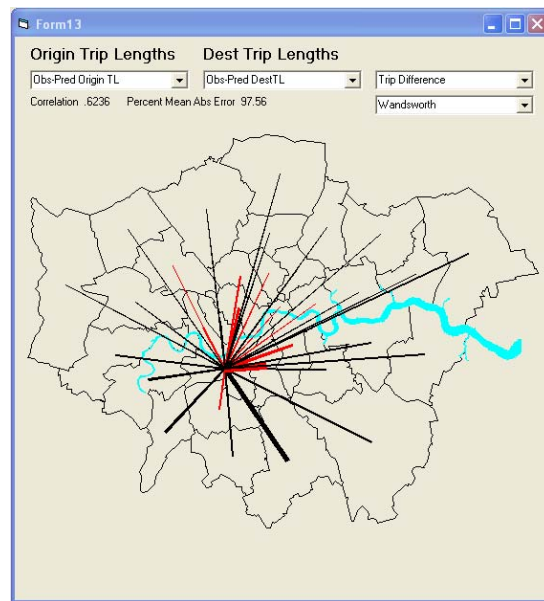 Form13
Origin Trip Lengths Dest Trip Lengths
Obs-Pred Origin TL Obs-Pred DestTL Trip Difference
Correlation .6236 Percent Mean Abs Error 97.56 Wandsworth